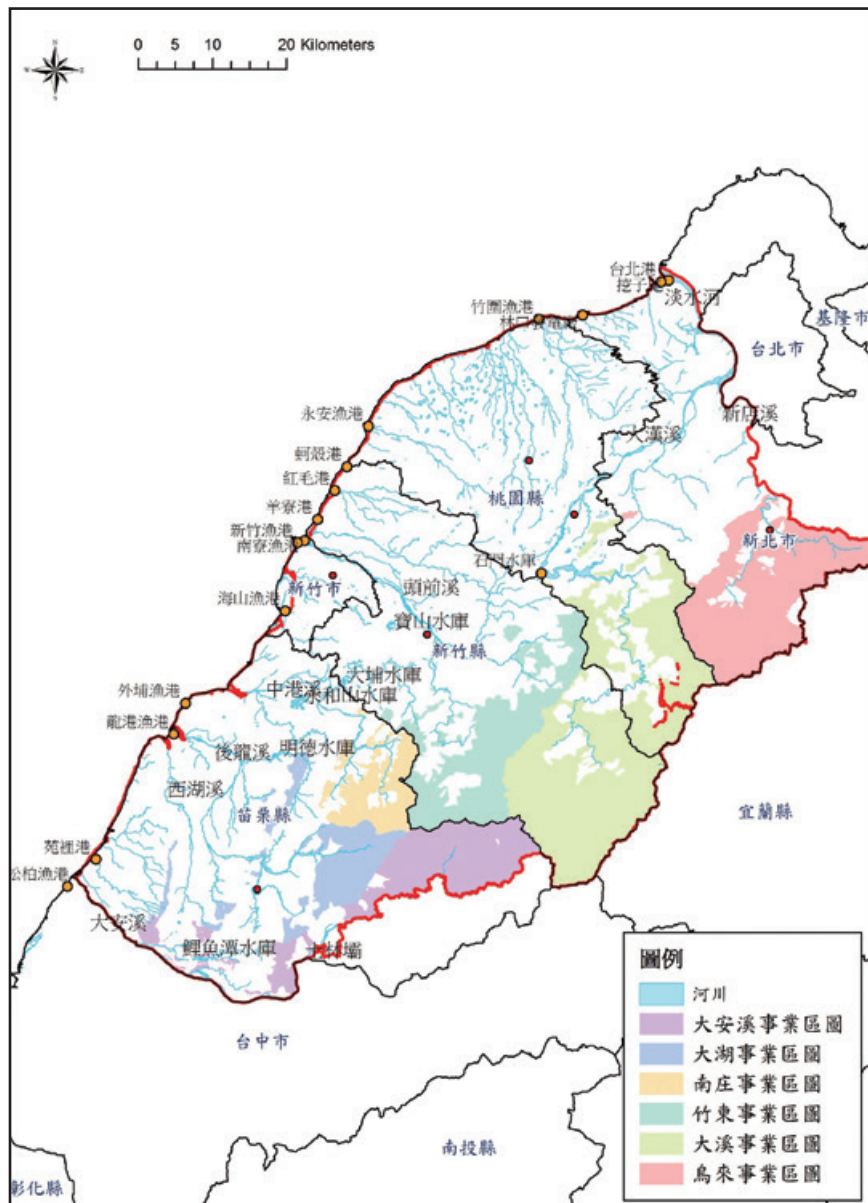 0 5 10 20 Kilometers
N
W
E
S
台北港
挖子
淡水河
竹圍漁港
基隆市
台北市
永安漁港
新店溪
大漢溪
蚵殼港
桃園縣
紅毛港
羊寮港
新竹漁港
南寮漁港
新北市
石門水庫
新竹市
頭前溪
海山漁港
寶山水庫
新竹縣
大埔水庫
中港溪
永和山水庫
外埔漁港
龍港漁港
後龍溪
明德水庫
西湖溪
苗栗縣
宜蘭縣
苑裡港
松柏漁港
大安溪
鯉魚潭水庫
士林壩
台中市
南投縣
彰化縣
圖例
河川
大安溪事業區圖
大湖事業區圖
南庄事業區圖
竹東事業區圖
大溪事業區圖
烏來事業區圖